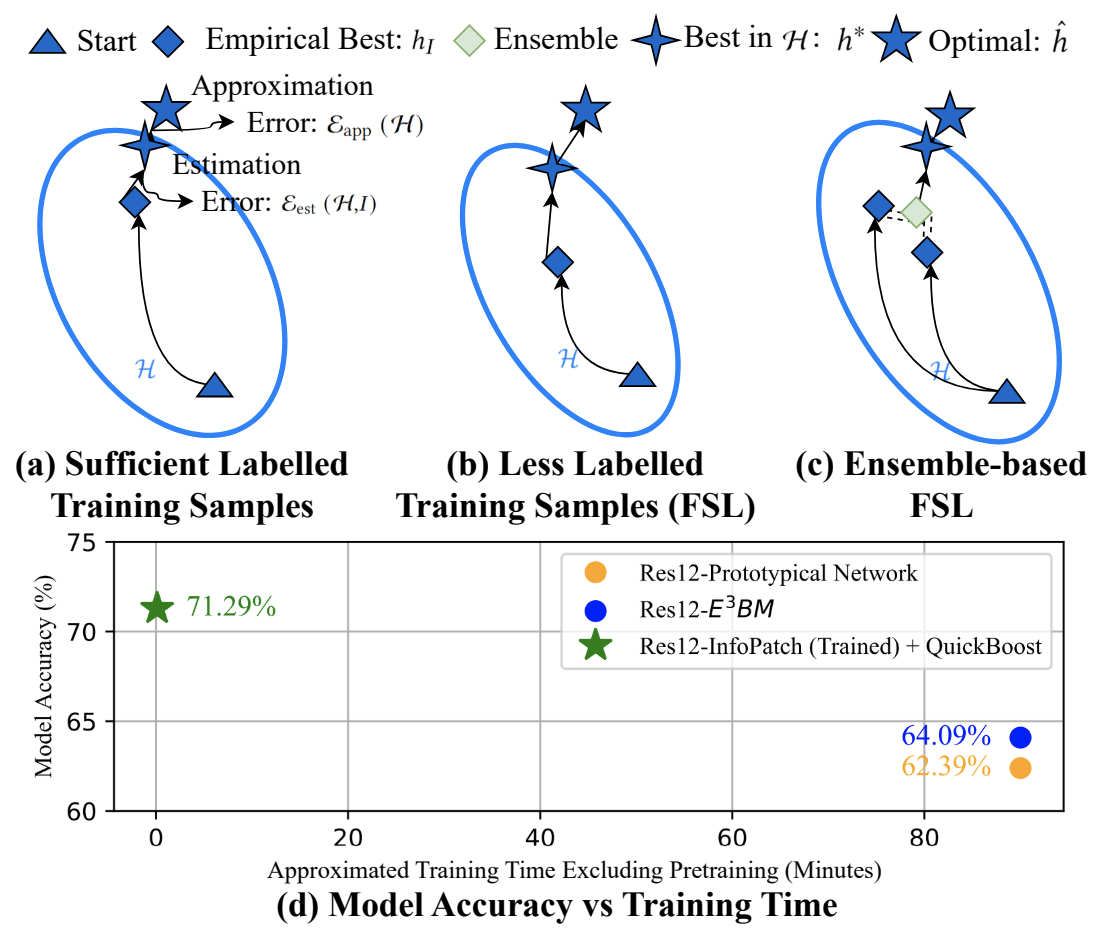 Start Empirical Best: h_I Ensemble Best in ℋ: h* Optimal: ĥ
Approximation
Error: ℰ_app (ℋ)
Estimation
Error: ℰ_est (ℋ,I)
ℋ
ℋ
ℋ
(a) Sufficient Labelled
Training Samples
(b) Less Labelled
Training Samples (FSL)
(c) Ensemble-based
FSL
75
70
65
60
Model Accuracy (%)
71.29%
Res12-Prototypical Network
Res12-E³BM
Res12-InfoPatch (Trained) + QuickBoost
64.09%
62.39%
0 20 40 60 80
Approximated Training Time Excluding Pretraining (Minutes)
(d) Model Accuracy vs Training Time